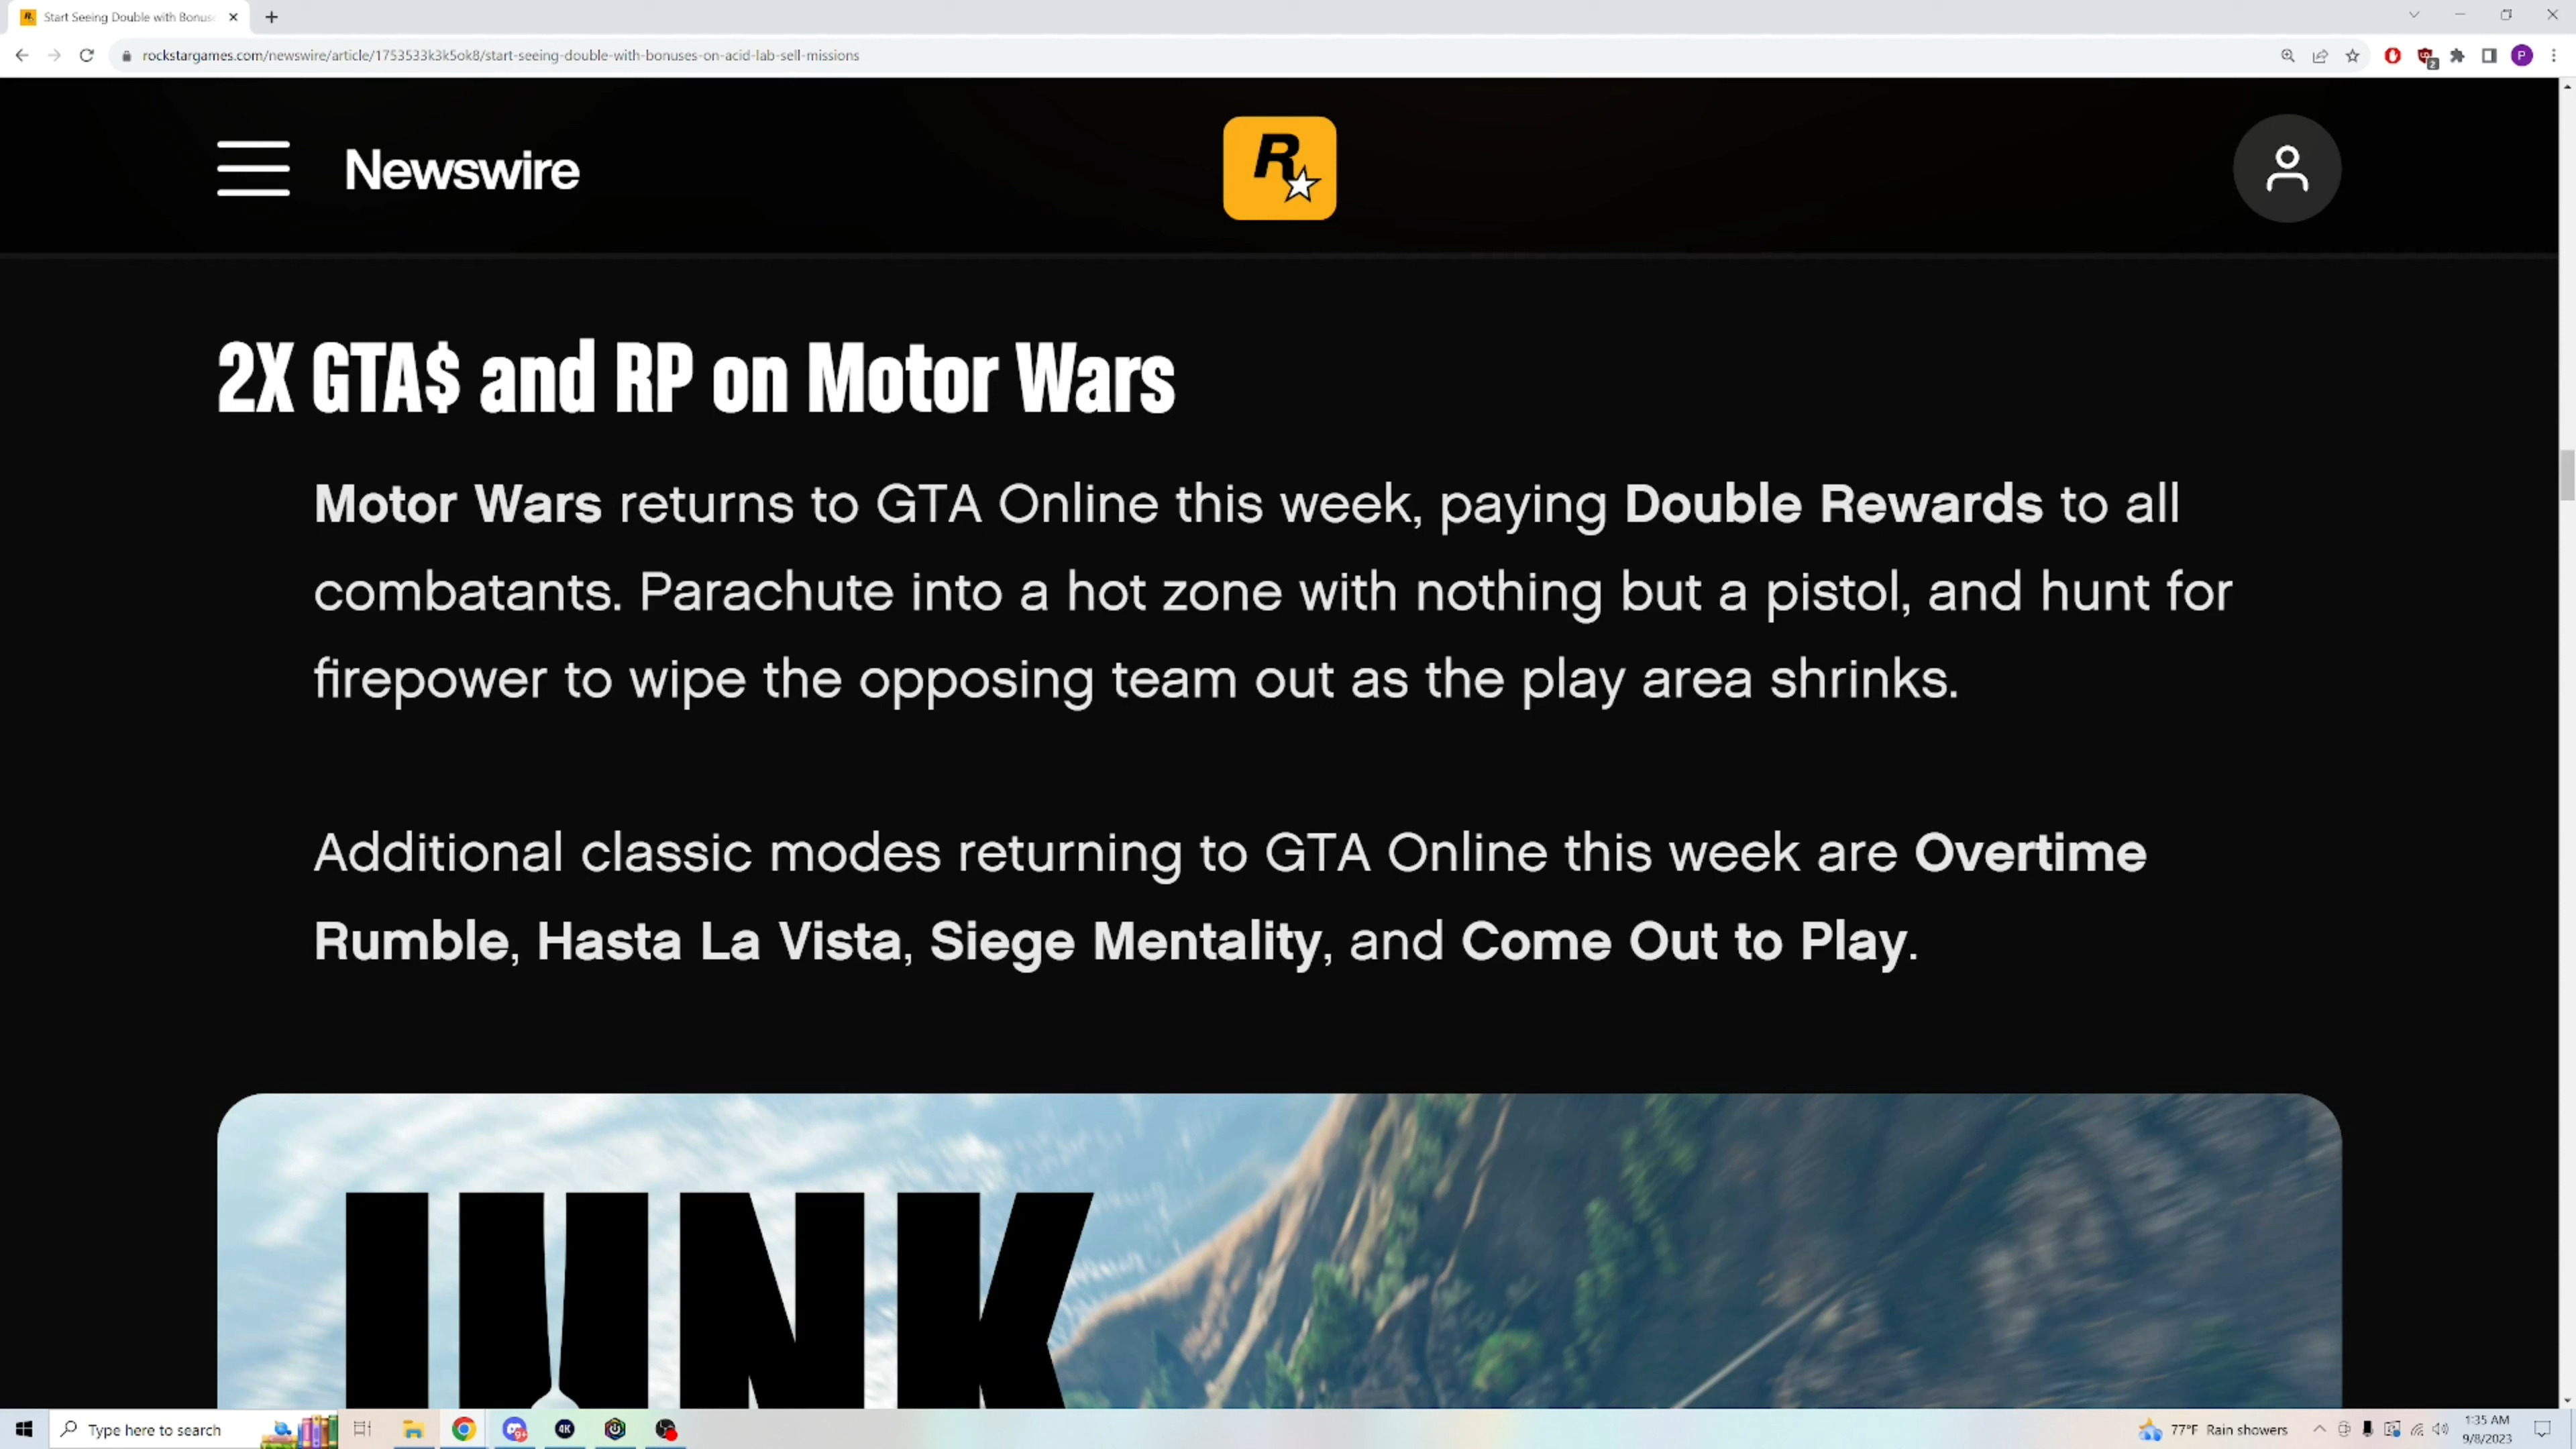 Start Seeing Double with Bonus
rockstargames.com/newswire/article/1753533k3k5ok8/start-seeing-double-with-bonuses-on-acid-lab-sell-missions
2
P
Newswire
R
2X GTA$ and RP on Motor Wars
Motor Wars returns to GTA Online this week, paying Double Rewards to all
combatants. Parachute into a hot zone with nothing but a pistol, and hunt for
firepower to wipe the opposing team out as the play area shrinks.
Additional classic modes returning to GTA Online this week are Overtime
Rumble, Hasta La Vista, Siege Mentality, and Come Out to Play.
JUNK
Type here to search
9+
4K
77°F Rain showers
1:35 AM
9/8/2023